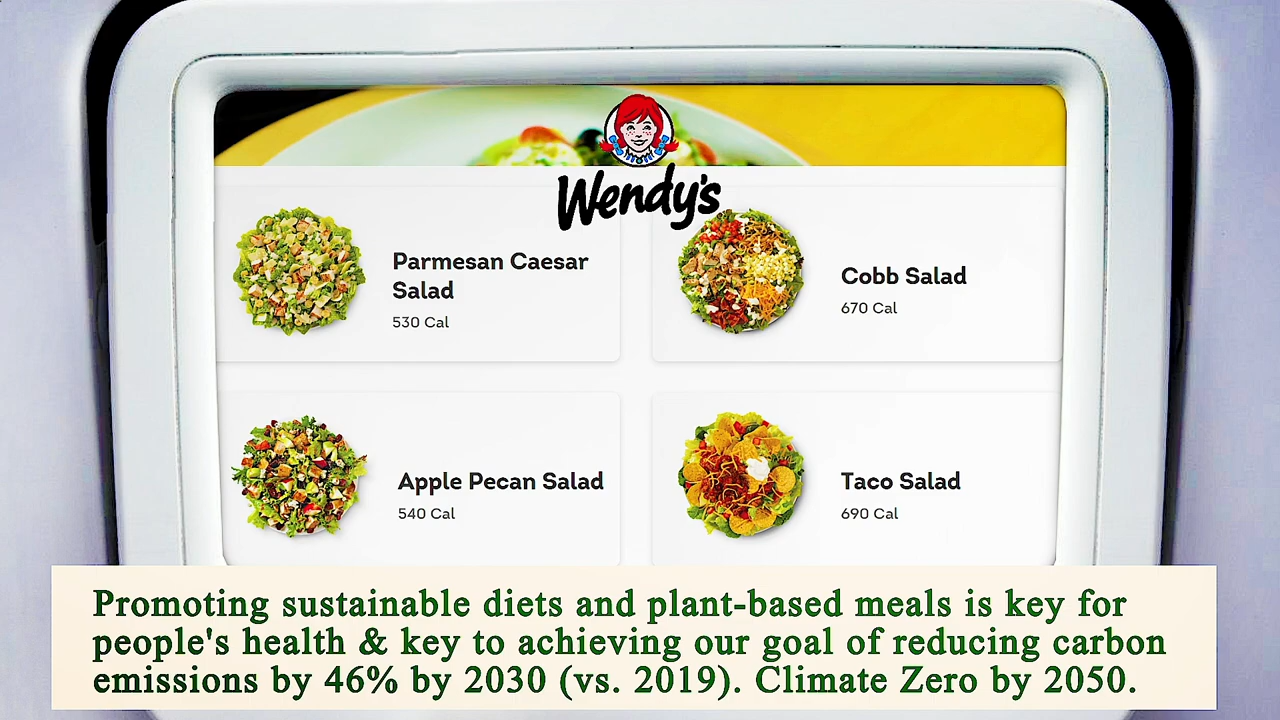 Wendy's
Parmesan Caesar
Salad
530 Cal
Cobb Salad
670 Cal
Apple Pecan Salad
540 Cal
Taco Salad
690 Cal
Promoting sustainable diets and plant-based meals is key for
people's health & key to achieving our goal of reducing carbon
emissions by 46% by 2030 (vs. 2019). Climate Zero by 2050.